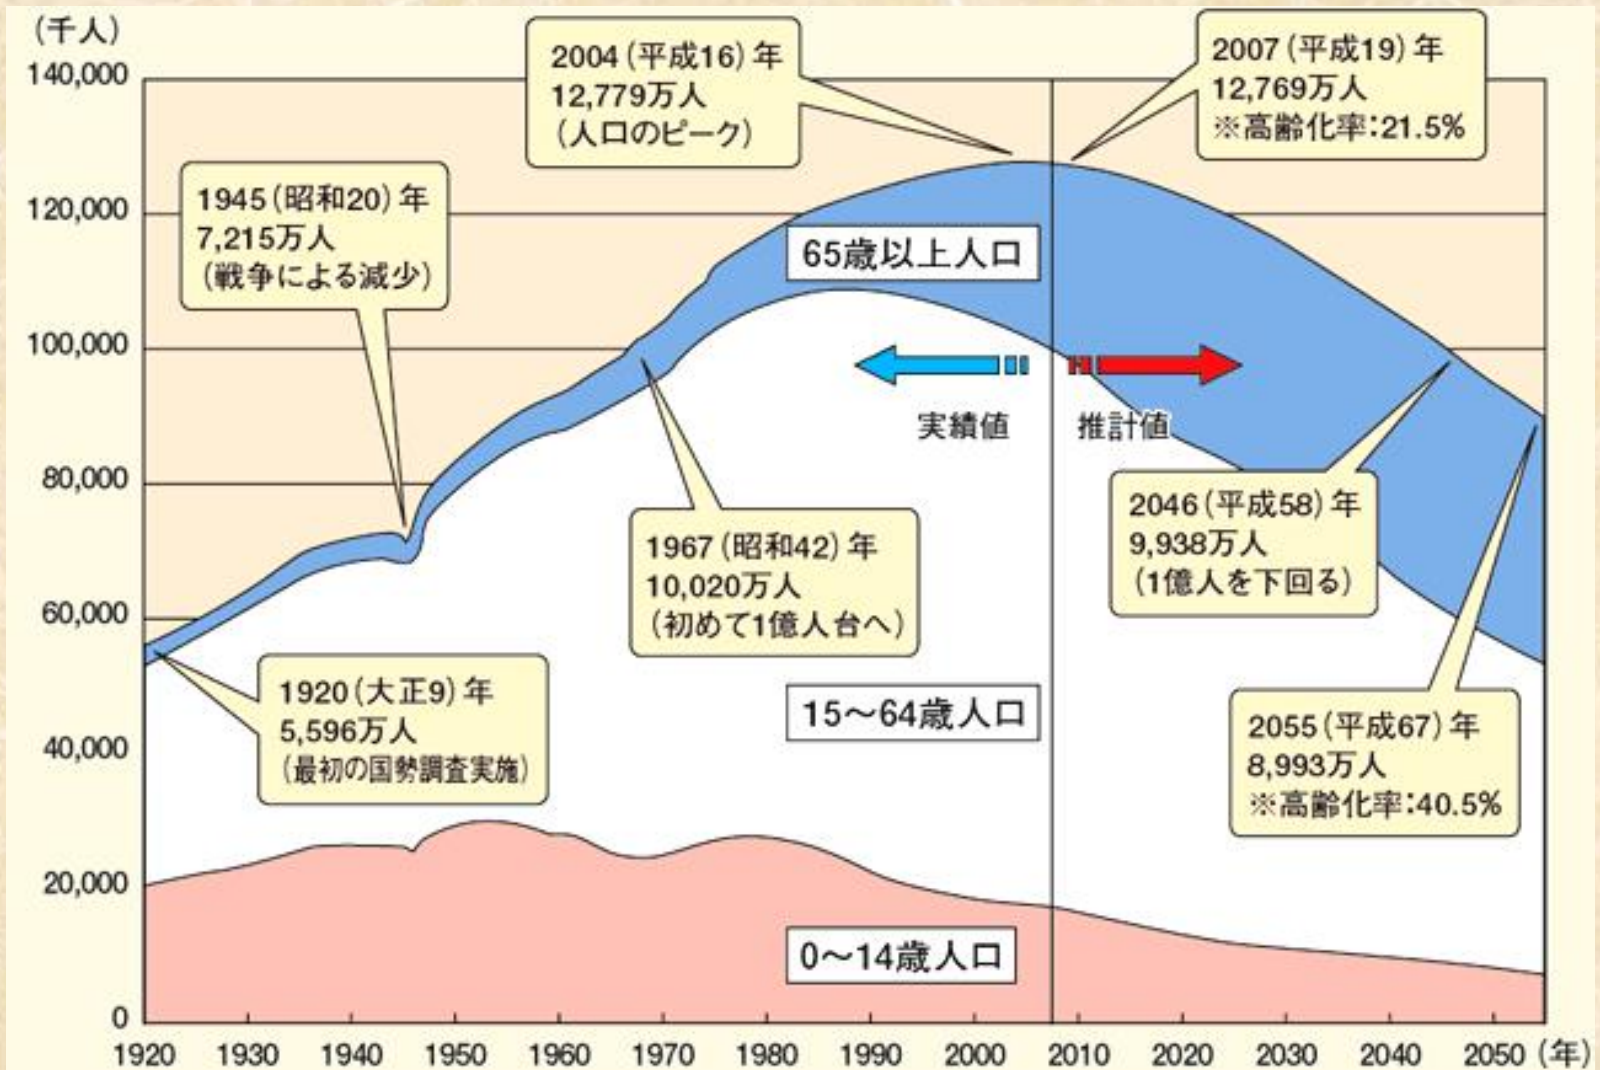 (千人)
140,000
120,000
100,000
80,000
60,000
40,000
20,000
0
2004(平成16)年
12,779万人
(人口のピーク)
2007(平成19)年
12,769万人
※高齢化率:21.5%
1945(昭和20)年
7,215万人
(戦争による減少)
65歳以上人口
実績値
推計値
1967(昭和42)年
10,020万人
(初めて1億人台へ)
2046(平成58)年
9,938万人
(1億人を下回る)
1920(大正9)年
5,596万人
(最初の国勢調査実施)
15〜64歳人口
2055(平成67)年
8,993万人
※高齢化率:40.5%
0〜14歳人口
1920 1930 1940 1950 1960 1970 1980 1990 2000 2010 2020 2030 2040 2050 (年)